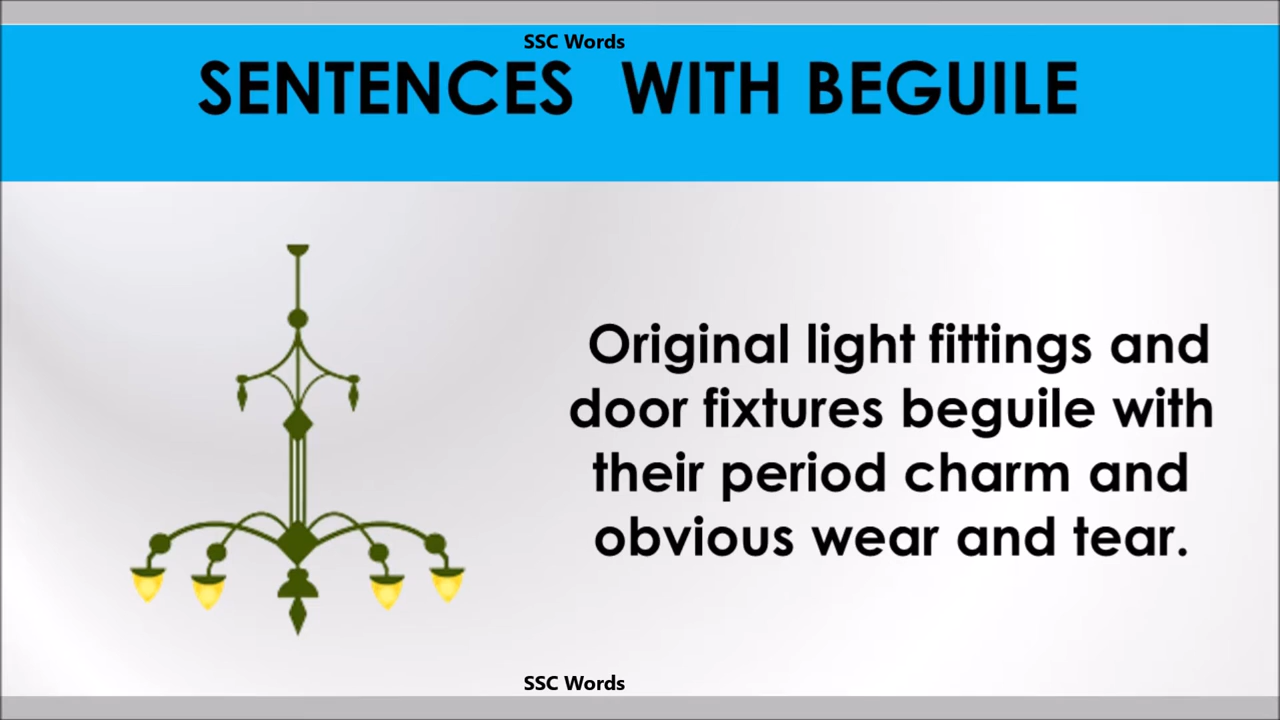 SSC Words
SENTENCES WITH BEGUILE
Original light fittings and
door fixtures beguile with
their period charm and
obvious wear and tear.
SSC Words